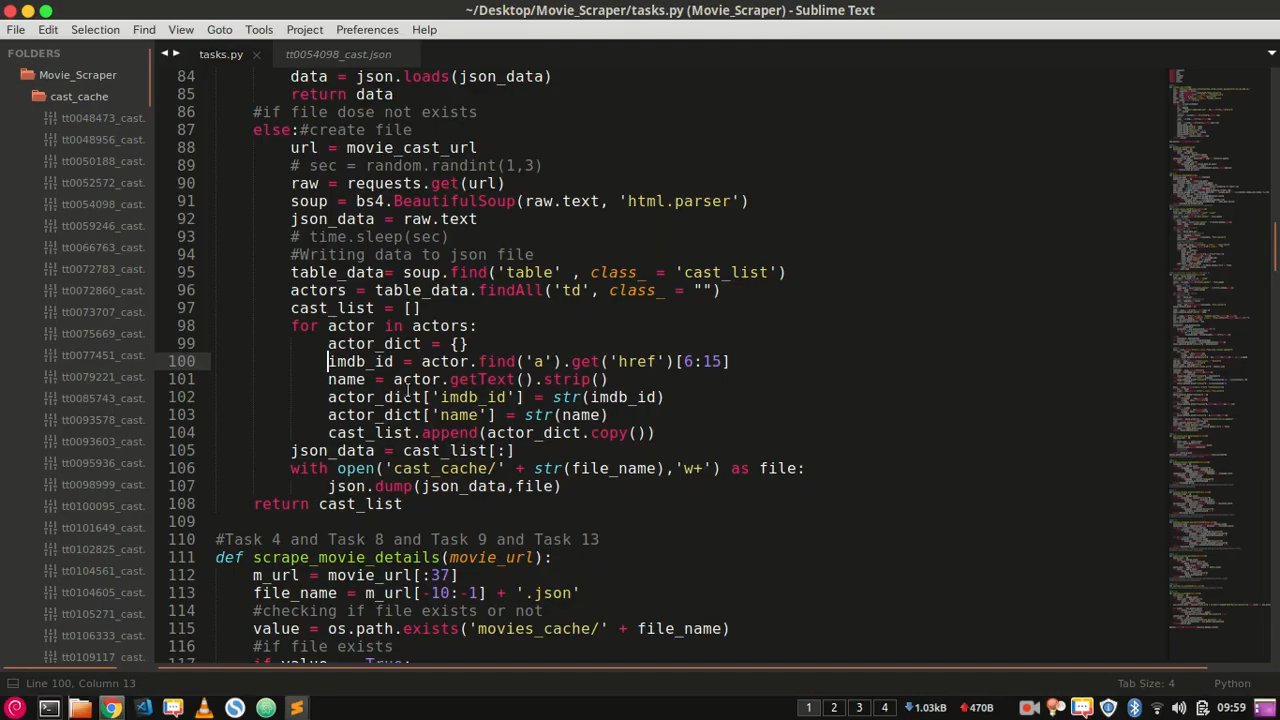 ~/Desktop/Movie_Scraper/tasks.py (Movie_Scraper) - Sublime Text
File Edit Selection Find View Goto Tools Project Preferences Help
FOLDERS
Movie_Scraper
cast_cache
tt0048473_cast.
tt0048956_cast.
tt0050188_cast.
tt0052572_cast.
tt0054098_cast.
tt0059246_cast.
tt0066763_cast.
tt0072783_cast.
tt0072860_cast.
tt0073707_cast.
tt0075669_cast.
tt0077451_cast.
tt0079221_cast.
tt0085743_cast.
tt0093578_cast.
tt0093603_cast.
tt0095936_cast.
tt0098999_cast.
tt0100095_cast.
tt0101649_cast.
tt0102825_cast.
tt0104561_cast.
tt0104605_cast.
tt0105271_cast.
tt0106333_cast.
tt0109117_cast.
tasks.py tt0054098_cast.json
84 data = json.loads(json_data)
85 return data
86 #if file dose not exists
87 else:#create file
88 url = movie_cast_url
89 # sec = random.randint(1,3)
90 raw = requests.get(url)
91 soup = bs4.BeautifulSoup(raw.text, 'html.parser')
92 json_data = raw.text
93 # time.sleep(sec)
94 #Writing data to json file
95 table_data= soup.find('table' , class_ = 'cast_list')
96 actors = table_data.findAll('td', class_ = "")
97 cast_list = []
98 for actor in actors:
99 actor_dict = {}
100 imdb_id = actor.find('a').get('href')[6:15]
101 name = actor.getText().strip()
102 actor_dict['imdb_id'] = str(imdb_id)
103 actor_dict['name'] = str(name)
104 cast_list.append(actor_dict.copy())
105 json_data = cast_list[:]
106 with open('cast_cache/' + str(file_name),'w+') as file:
107 json.dump(json_data,file)
108 return cast_list
109
110 #Task 4 and Task 8 and Task 9 and Task 13
111 def scrape_movie_details(movie_url):
112 m_url = movie_url[:37]
113 file_name = m_url[-10:-1] + '.json'
114 #checking if file exists or not
115 value = os.path.exists('movies_cache/' + file_name)
116 #if file exists
117 if value == True:
Line 100, Column 13
Tab Size: 4 Python
1 2 3 4 1.03kB 470B 09:59